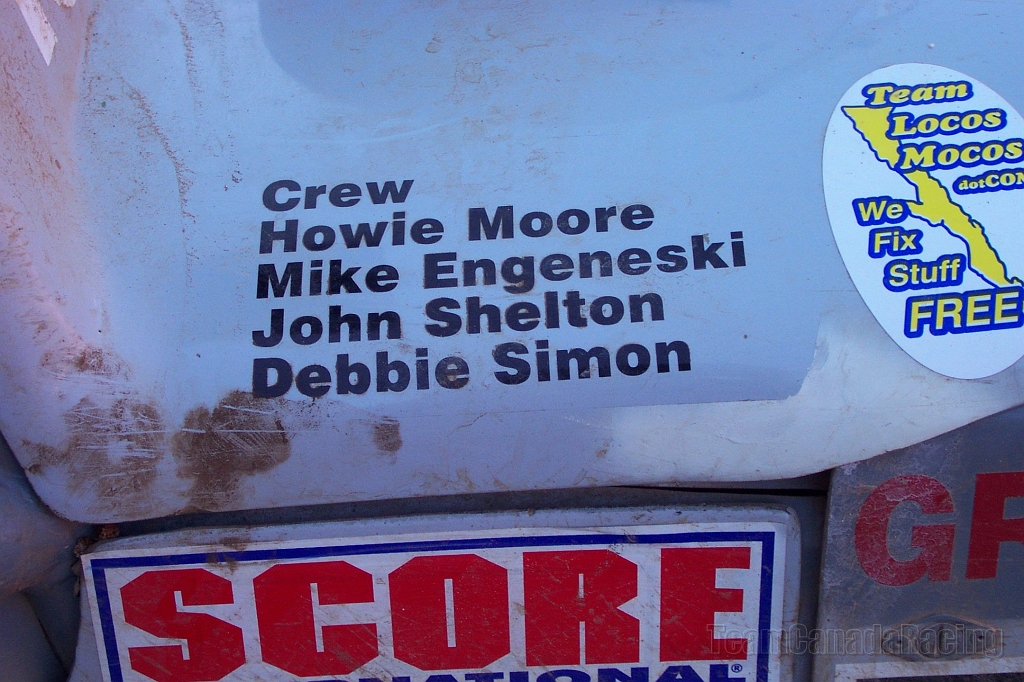 Crew
Howie Moore
Mike Engeneski
John Shelton
Debbie Simon
Team
Locos
Mocos
dotCOM
We
Fix
Stuff
FREE
SCORE
GR
TeamCanadaRacing